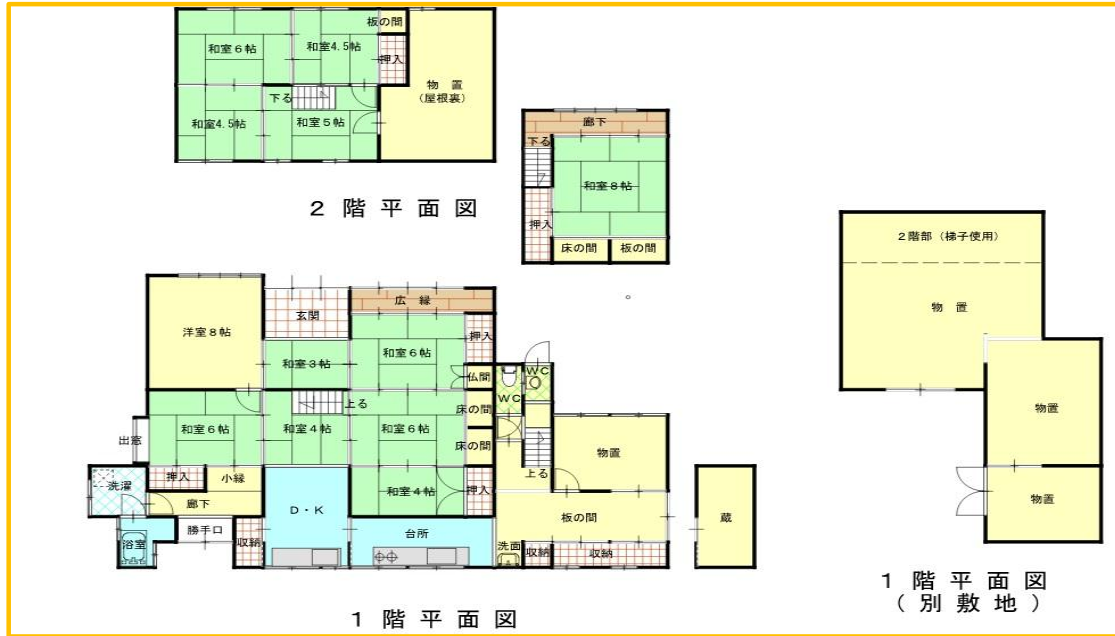 板の間
和室6帖
和室4.5帖
押入
物 置
(屋根裏)
下る
和室4.5帖
和室5帖
2 階 平 面 図
廊下
下る
和室8帖
押入
床の間
板の間
2階部(梯子使用)
物 置
物置
物置
1 階 平 面 図
( 別 敷 地 )
広 縁
玄関
洋室8帖
和室6帖
押入
和室3帖
仏間
WC
WC
上る
床の間
和室6帖
和室4帖
和室6帖
出窓
床の間
物置
上る
押入
小縁
洗濯
和室4帖
押入
廊下
D・K
板の間
蔵
勝手口
台所
浴室
収納
洗面
収納
収納
1 階 平 面 図